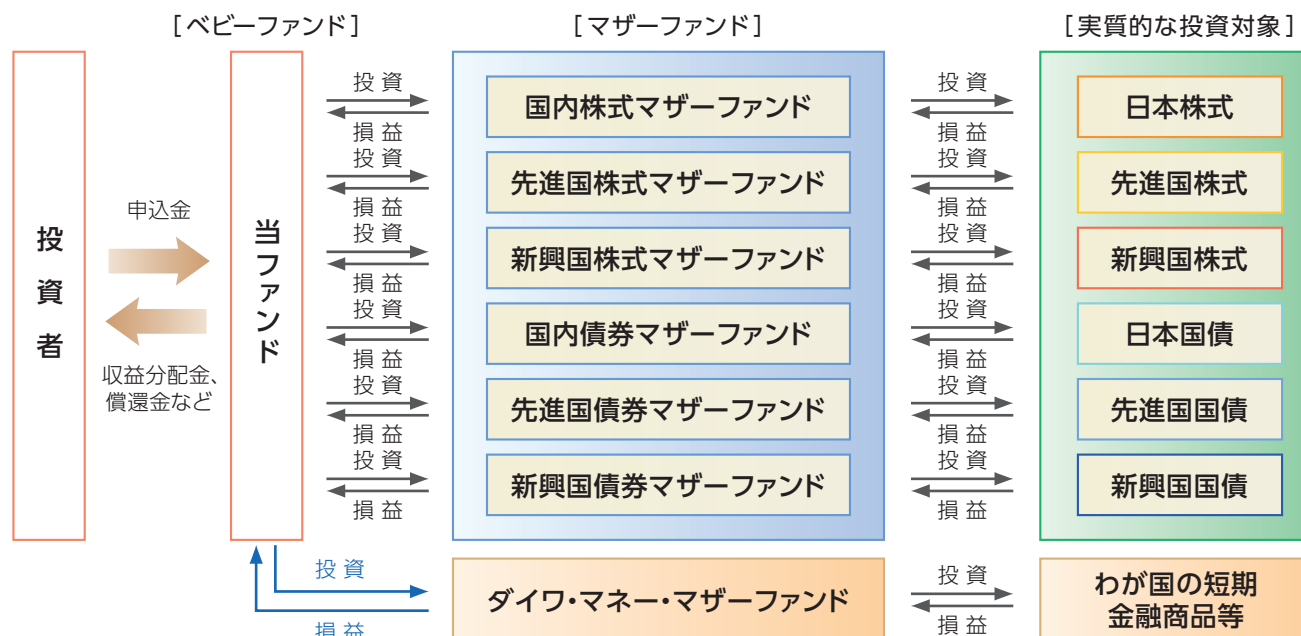 [ベビーファンド]
[マザーファンド]
[実質的な投資対象]
投資者
申込金
収益分配金、
償還金など
当ファンド
投資
損益
国内株式マザーファンド
投資
損益
日本株式
投資
損益
先進国株式マザーファンド
投資
損益
先進国株式
投資
損益
新興国株式マザーファンド
投資
損益
新興国株式
投資
損益
国内債券マザーファンド
投資
損益
日本国債
投資
損益
先進国債券マザーファンド
投資
損益
先進国国債
投資
損益
新興国債券マザーファンド
投資
損益
新興国国債
投資
損益
ダイワ・マネー・マザーファンド
投資
損益
わが国の短期
金融商品等